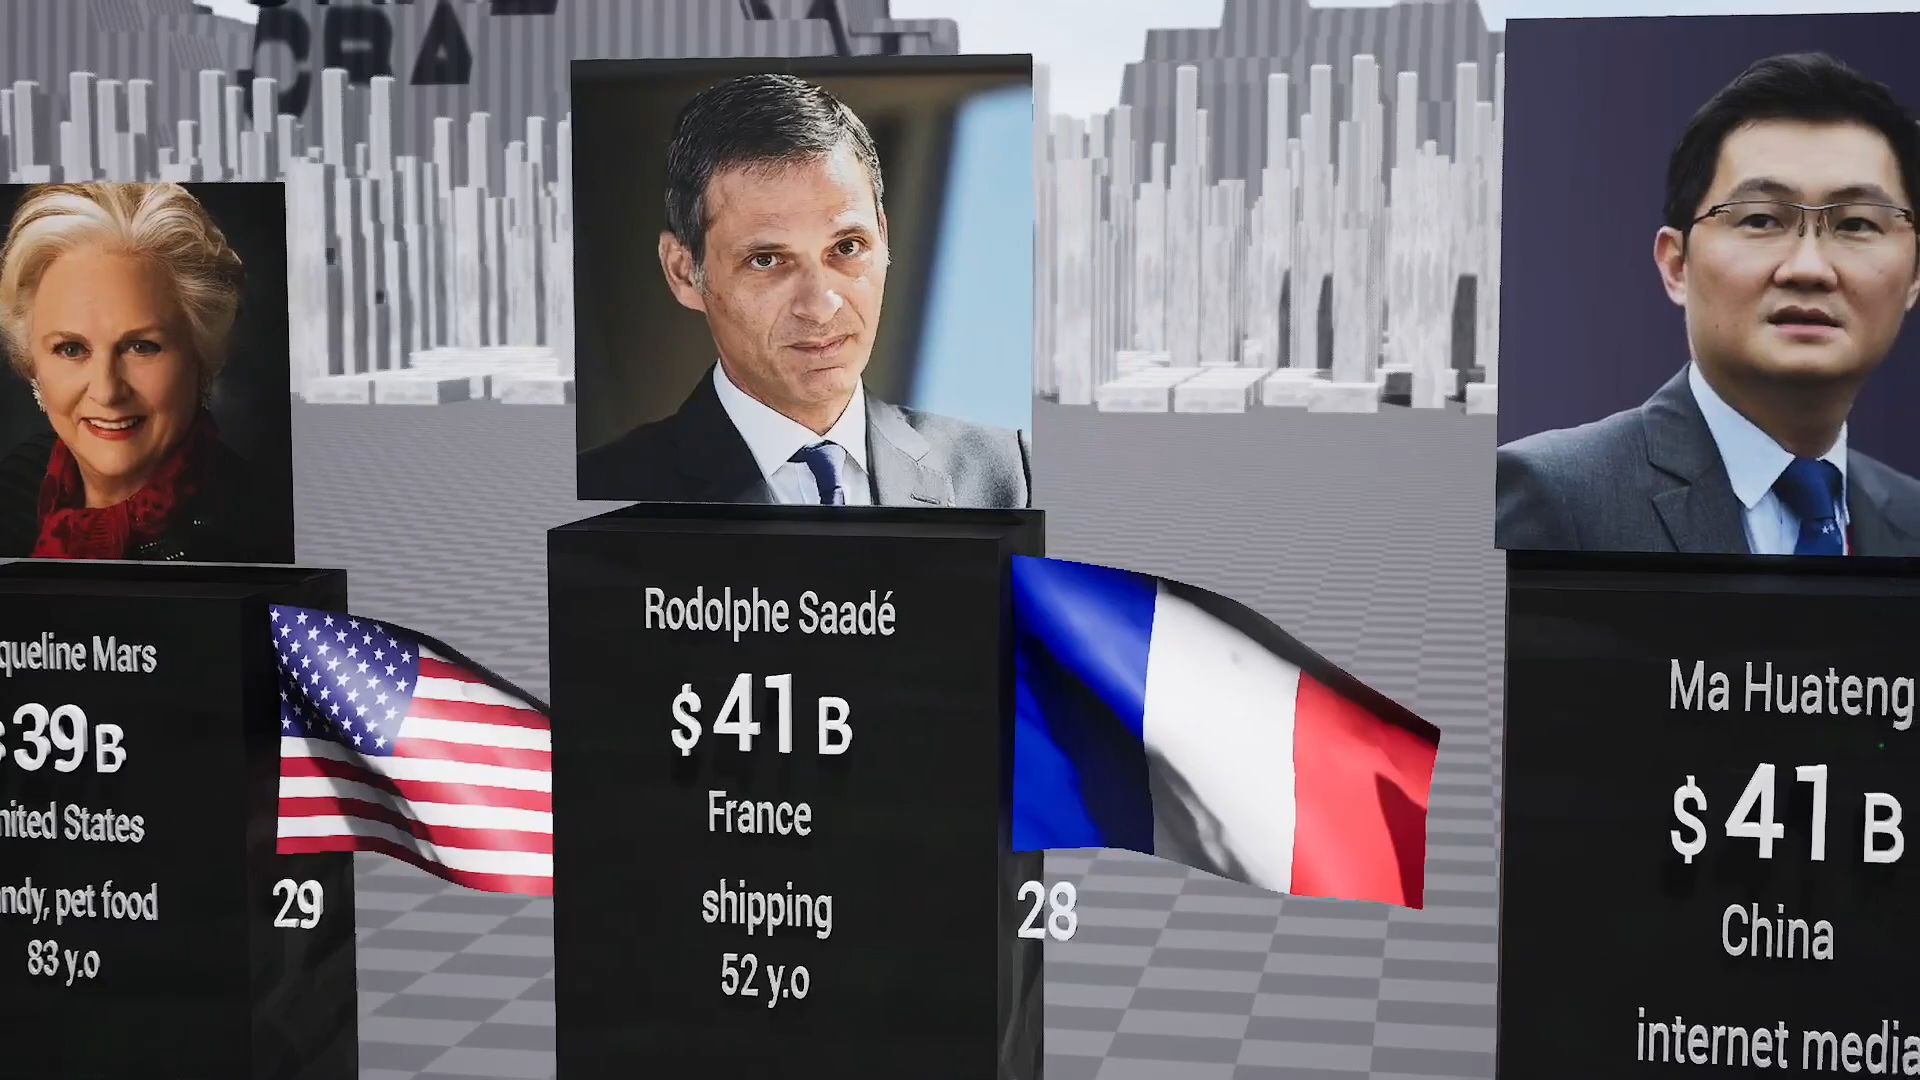 queline Mars
$39 B
nited States
ndy, pet food
83 y.o
29
Rodolphe Saadé
$ 41 B
France
shipping
52 y.o
28
Ma Huateng
$ 41 B
China
internet media